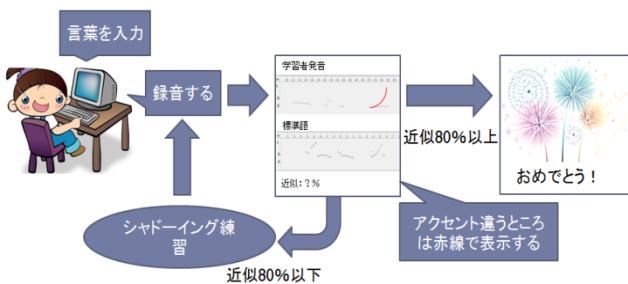 言葉を入力
録音する
学習者発音
標準語
近似：？％
近似80％以上
おめでとう！
アクセント違うところ
は赤線で表示する
シャドーイング練
習
近似80％以下